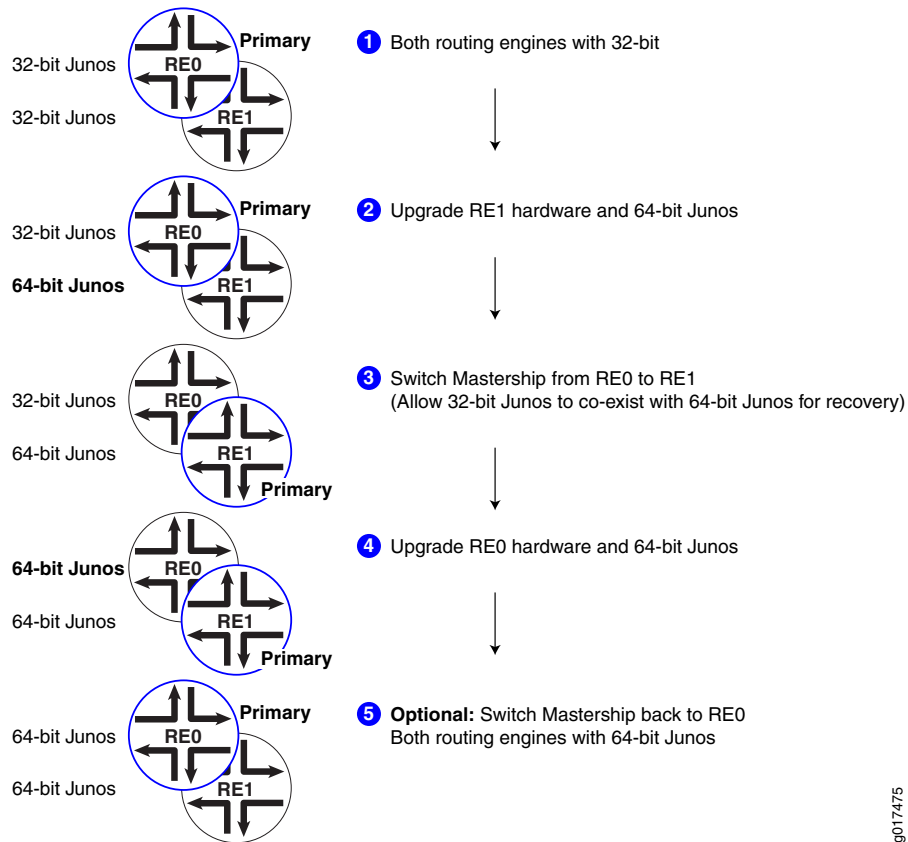 Primary
1 Both routing engines with 32-bit
32-bit Junos
RE0
32-bit Junos
RE1
Primary
2 Upgrade RE1 hardware and 64-bit Junos
32-bit Junos
RE0
64-bit Junos
RE1
3 Switch Mastership from RE0 to RE1
(Allow 32-bit Junos to co-exist with 64-bit Junos for recovery)
32-bit Junos
RE0
64-bit Junos
RE1
Primary
4 Upgrade RE0 hardware and 64-bit Junos
64-bit Junos
RE0
64-bit Junos
RE1
Primary
Primary
5 Optional: Switch Mastership back to RE0
Both routing engines with 64-bit Junos
64-bit Junos
RE0
64-bit Junos
RE1
g017475